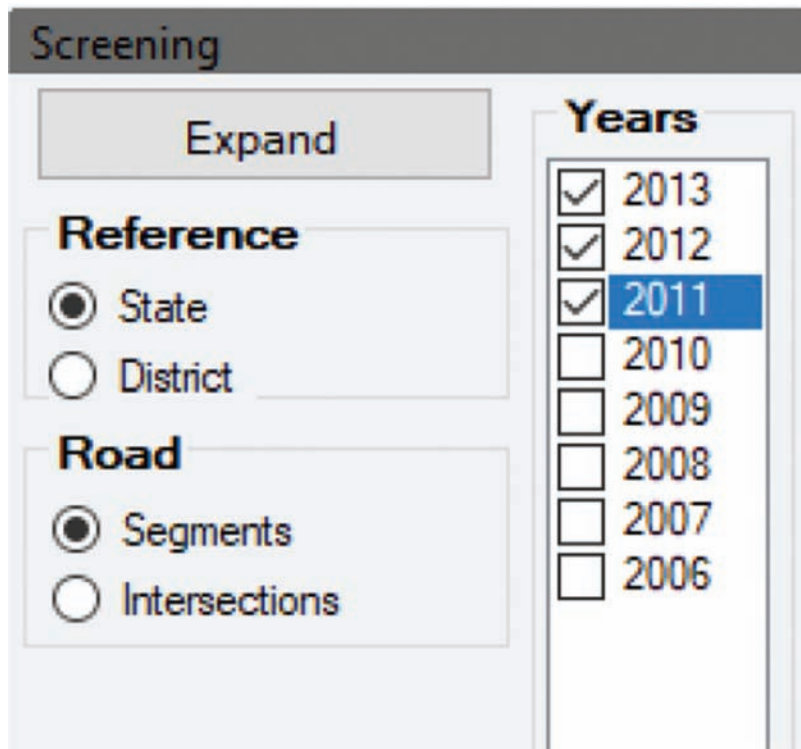 Screening
Expand
Reference
State
District
Road
Segments
Intersections
Years
2013
2012
2011
2010
2009
2008
2007
2006